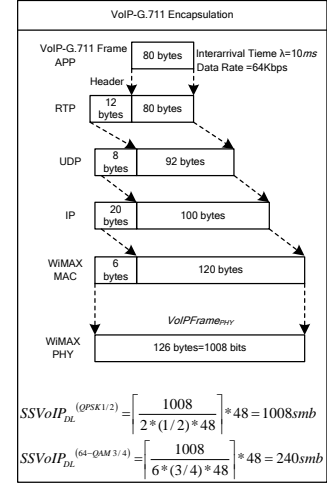 VoIP-G.711 Encapsulation
VoIP-G.711 Frame
APP
80 bytes
Interarrival Tieme λ=10ms
Data Rate =64Kbps
Header
RTP
12
bytes
80 bytes
UDP
8
bytes
92 bytes
IP
20
bytes
100 bytes
WiMAX
MAC
6
bytes
120 bytes
VoIPFrame_PHY
WiMAX
PHY
126 bytes=1008 bits
SSVoIP_DL^(QPSK1/2) = ⌈1008 / 2*(1/2)*48⌉*48 = 1008smb
SSVoIP_DL^(64−QAM 3/4) = ⌈1008 / 6*(3/4)*48⌉*48 = 240smb